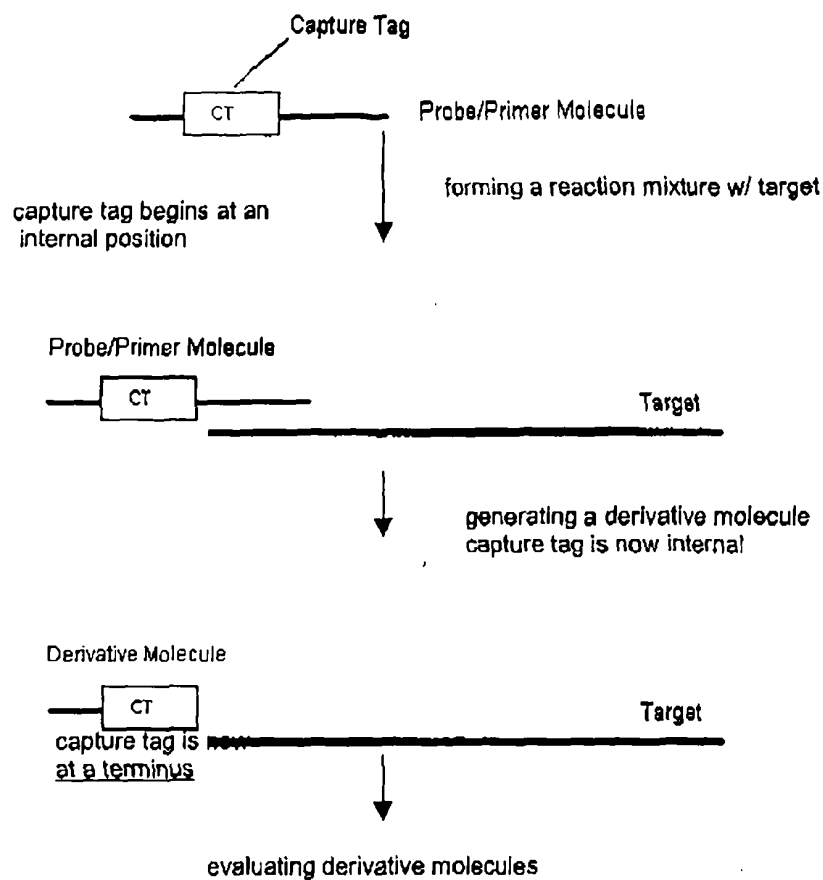 Capture Tag
CT
Probe/Primer Molecule
forming a reaction mixture w/ target
capture tag begins at an
internal position
Probe/Primer Molecule
CT
Target
generating a derivative molecule
capture tag is now internal
Derivative Molecule
CT
Target
capture tag is now
at a terminus
evaluating derivative molecules